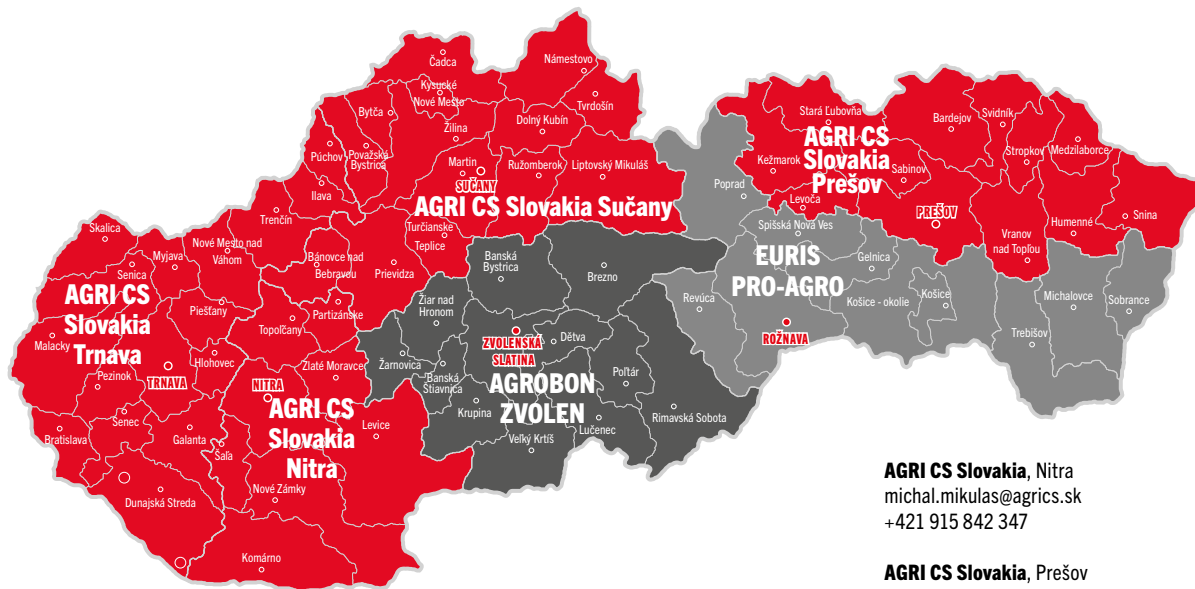 Čadca
Námestovo
Kysucké
Nové Mesto
Tvrdošín
Bytča
Dolný Kubín
Žilina
Púchov
Považská
Bystrica
Martin
SUČANY
Ružomberok
Liptovský Mikuláš
Ilava
Trenčín
AGRI CS Slovakia Sučany
Turčianske
Teplice
Stará Ľubovňa
Bardejov
Svidník
Stropkov
Medzilaborce
AGRI CS
Slovakia
Prešov
Kežmarok
Sabinov
Poprad
Levoča
PREŠOV
Humenné
Snina
Vranov
nad Topľou
Spišská Nová Ves
Gelnica
EURIS
PRO-AGRO
Revúca
Košice - okolie
Košice
ROŽŇAVA
Michalovce
Sobrance
Trebišov
Skalica
Senica
Myjava
Nové Mesto nad
Váhom
Bánovce nad
Bebravou
Prievidza
Partizánske
AGRI CS
Slovakia
Trnava
Piešťany
Topoľčany
Malacky
Hlohovec
Zlaté Moravce
Pezinok
TRNAVA
NITRA
AGRI CS
Slovakia
Nitra
Senec
Bratislava
Galanta
Šaľa
Levice
Dunajská Streda
Nové Zámky
Komárno
Banská
Bystrica
Brezno
Žiar nad
Hronom
ZVOLENSKÁ
SLATINA
Dětva
Žarnovica
Banská
Štiavnica
Poltár
AGROBON
ZVOLEN
Krupina
Lučenec
Rimavská Sobota
Veľký Krtíš
AGRI CS Slovakia, Nitra
michal.mikulas@agrics.sk
+421 915 842 347
AGRI CS Slovakia, Prešov